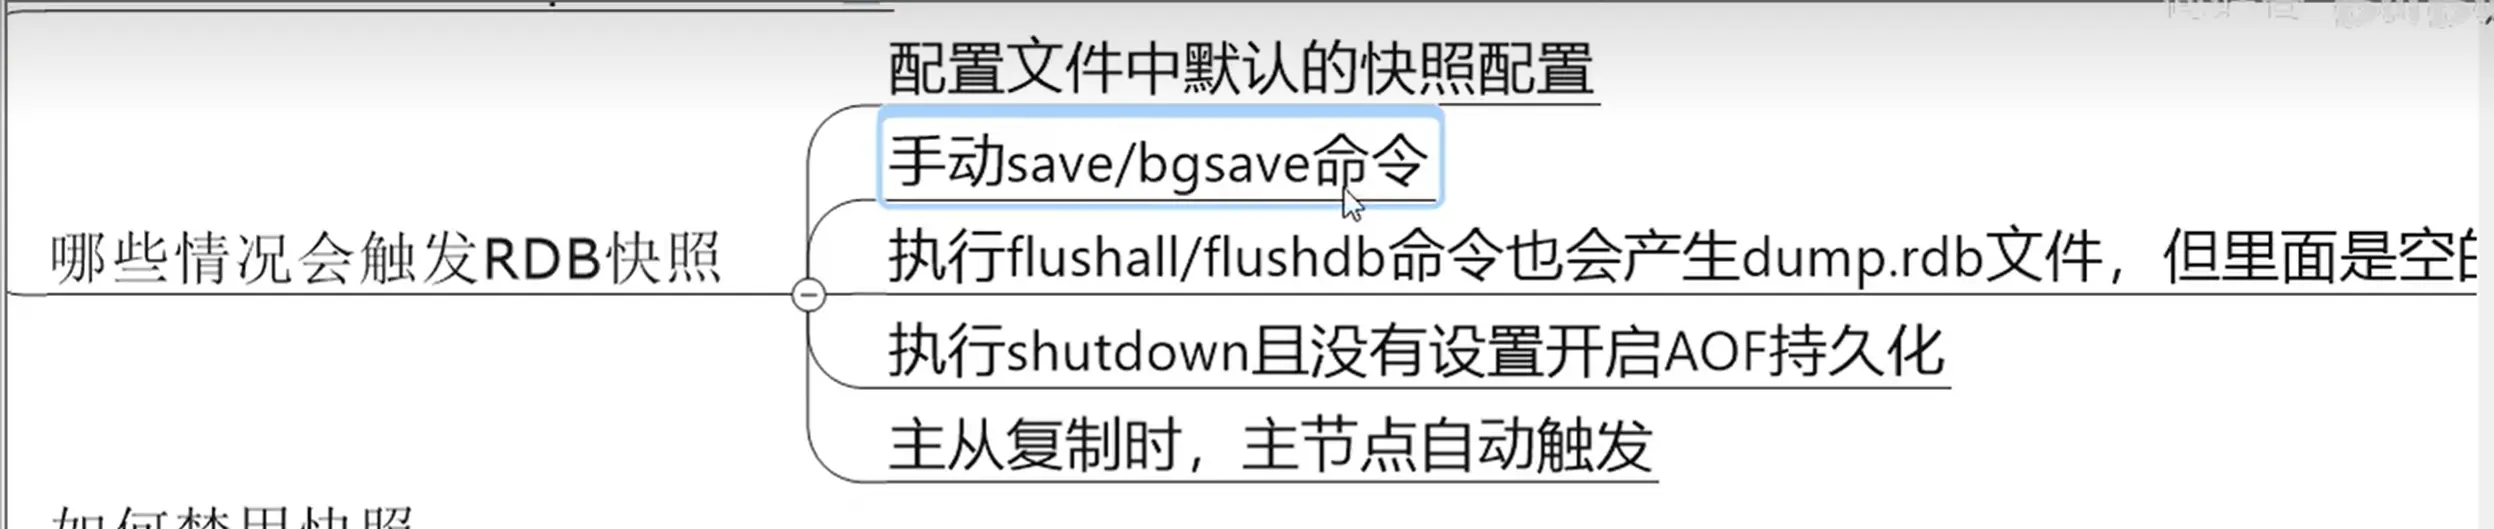 配置文件中默认的快照配置
手动save/bgsave命令
哪些情况会触发RDB快照
执行flushall/flushdb命令也会产生dump.rdb文件，但里面是空
执行shutdown且没有设置开启AOF持久化
主从复制时，主节点自动触发
如何禁用快照